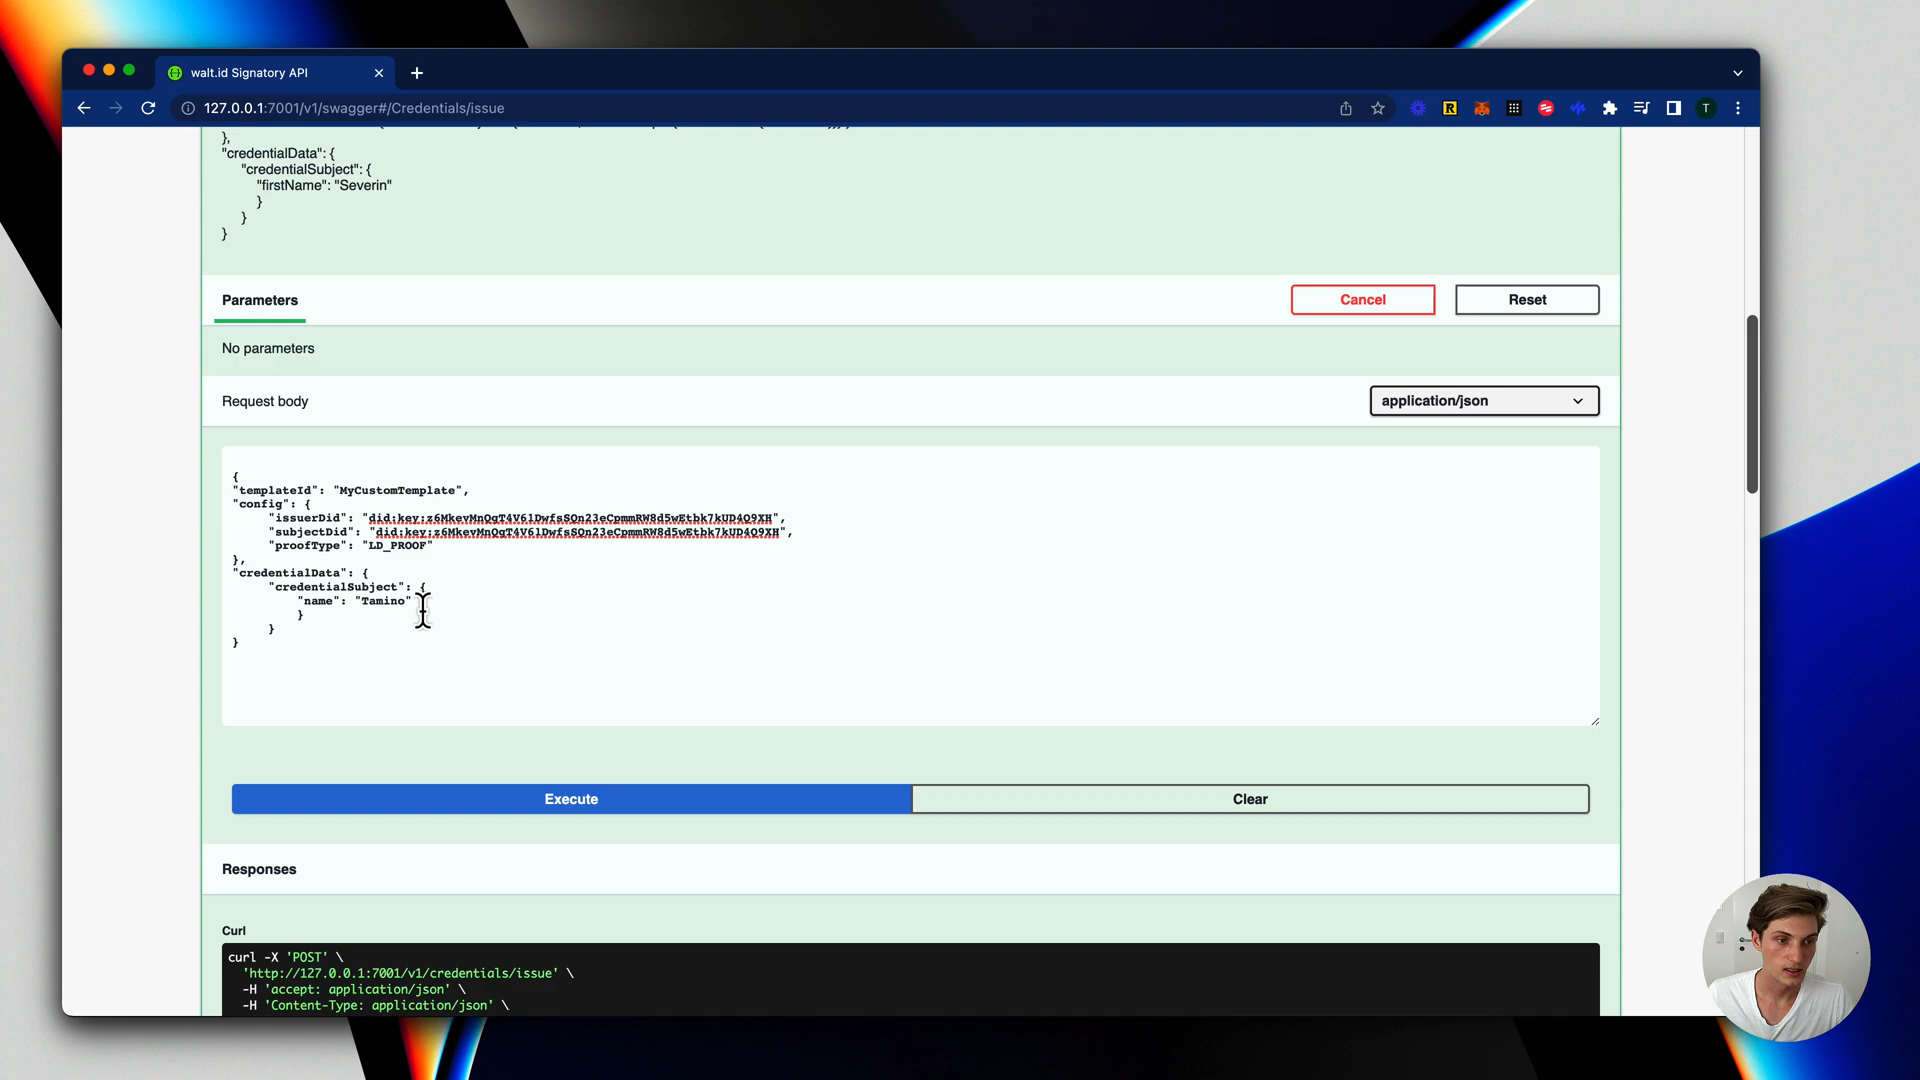 walt.id Signatory API
127.0.0.1:7001/v1/swagger#/Credentials/issue
R
T
},
"credentialData": {
"credentialSubject": {
"firstName": "Severin"
}
}
}
Parameters
Cancel
Reset
No parameters
Request body
application/json
{
"templateId": "MyCustomTemplate",
"config": {
"issuerDid": "did:key:z6MkevMnQgT4V61DwfsSQn23eCpmmRW8d5wEtbk7kUD4Q9XH",
"subjectDid": "did:key:z6MkevMnQgT4V61DwfsSQn23eCpmmRW8d5wEtbk7kUD4Q9XH",
"proofType": "LD_PROOF"
},
"credentialData": {
"credentialSubject": {
"name": "Tamino"
}
}
}
Execute
Clear
Responses
Curl
curl -X 'POST' \
'http://127.0.0.1:7001/v1/credentials/issue' \
-H 'accept: application/json' \
-H 'Content-Type: application/json' \